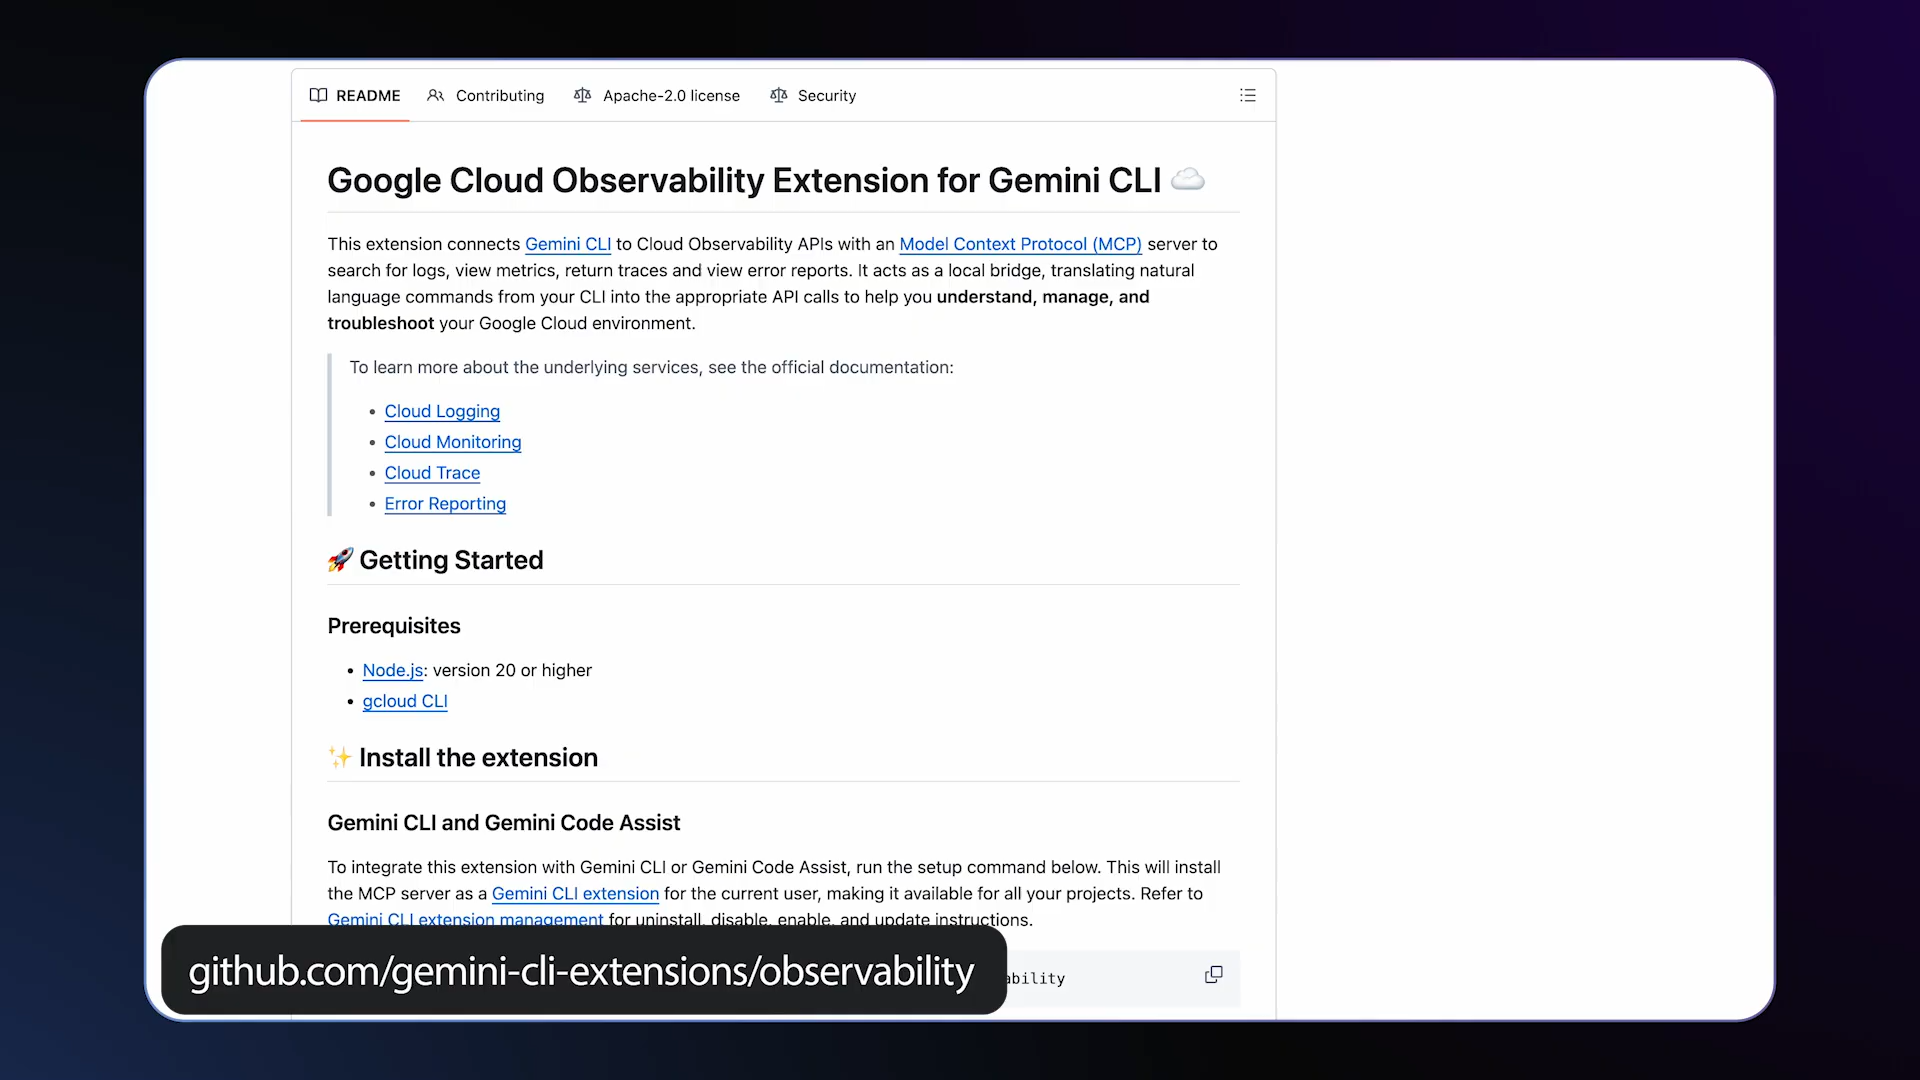 README Contributing Apache-2.0 license Security
Google Cloud Observability Extension for Gemini CLI ☁️
This extension connects Gemini CLI to Cloud Observability APIs with an Model Context Protocol (MCP) server to
search for logs, view metrics, return traces and view error reports. It acts as a local bridge, translating natural
language commands from your CLI into the appropriate API calls to help you understand, manage, and
troubleshoot your Google Cloud environment.
To learn more about the underlying services, see the official documentation:
• Cloud Logging
• Cloud Monitoring
• Cloud Trace
• Error Reporting
🚀 Getting Started
Prerequisites
• Node.js: version 20 or higher
• gcloud CLI
✨ Install the extension
Gemini CLI and Gemini Code Assist
To integrate this extension with Gemini CLI or Gemini Code Assist, run the setup command below. This will install
the MCP server as a Gemini CLI extension for the current user, making it available for all your projects. Refer to
Gemini CLI extension management for uninstall, disable, enable, and update instructions.
ability
github.com/gemini-cli-extensions/observability